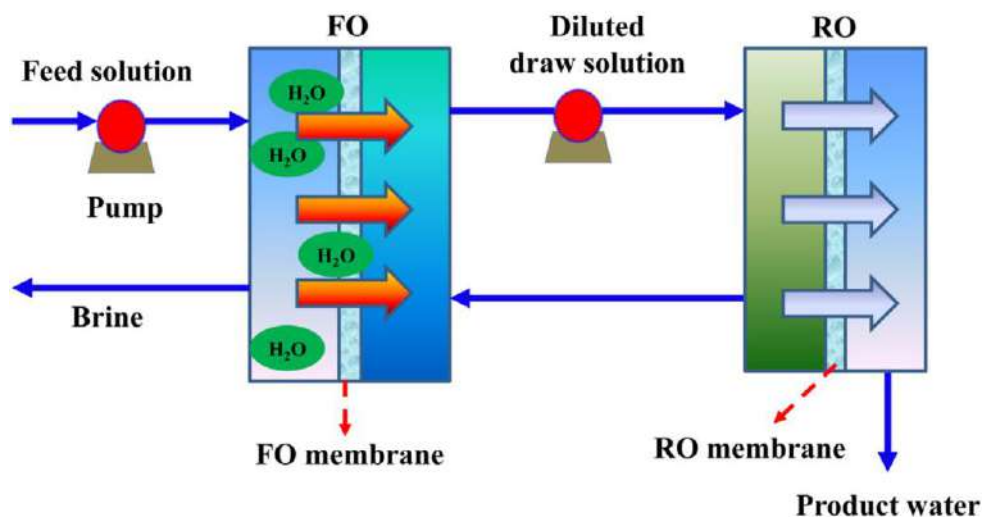 FO
Diluted
draw solution
RO
Feed solution
H₂O
H₂O
Pump
H₂O
Brine
H₂O
FO membrane
RO membrane
Product water